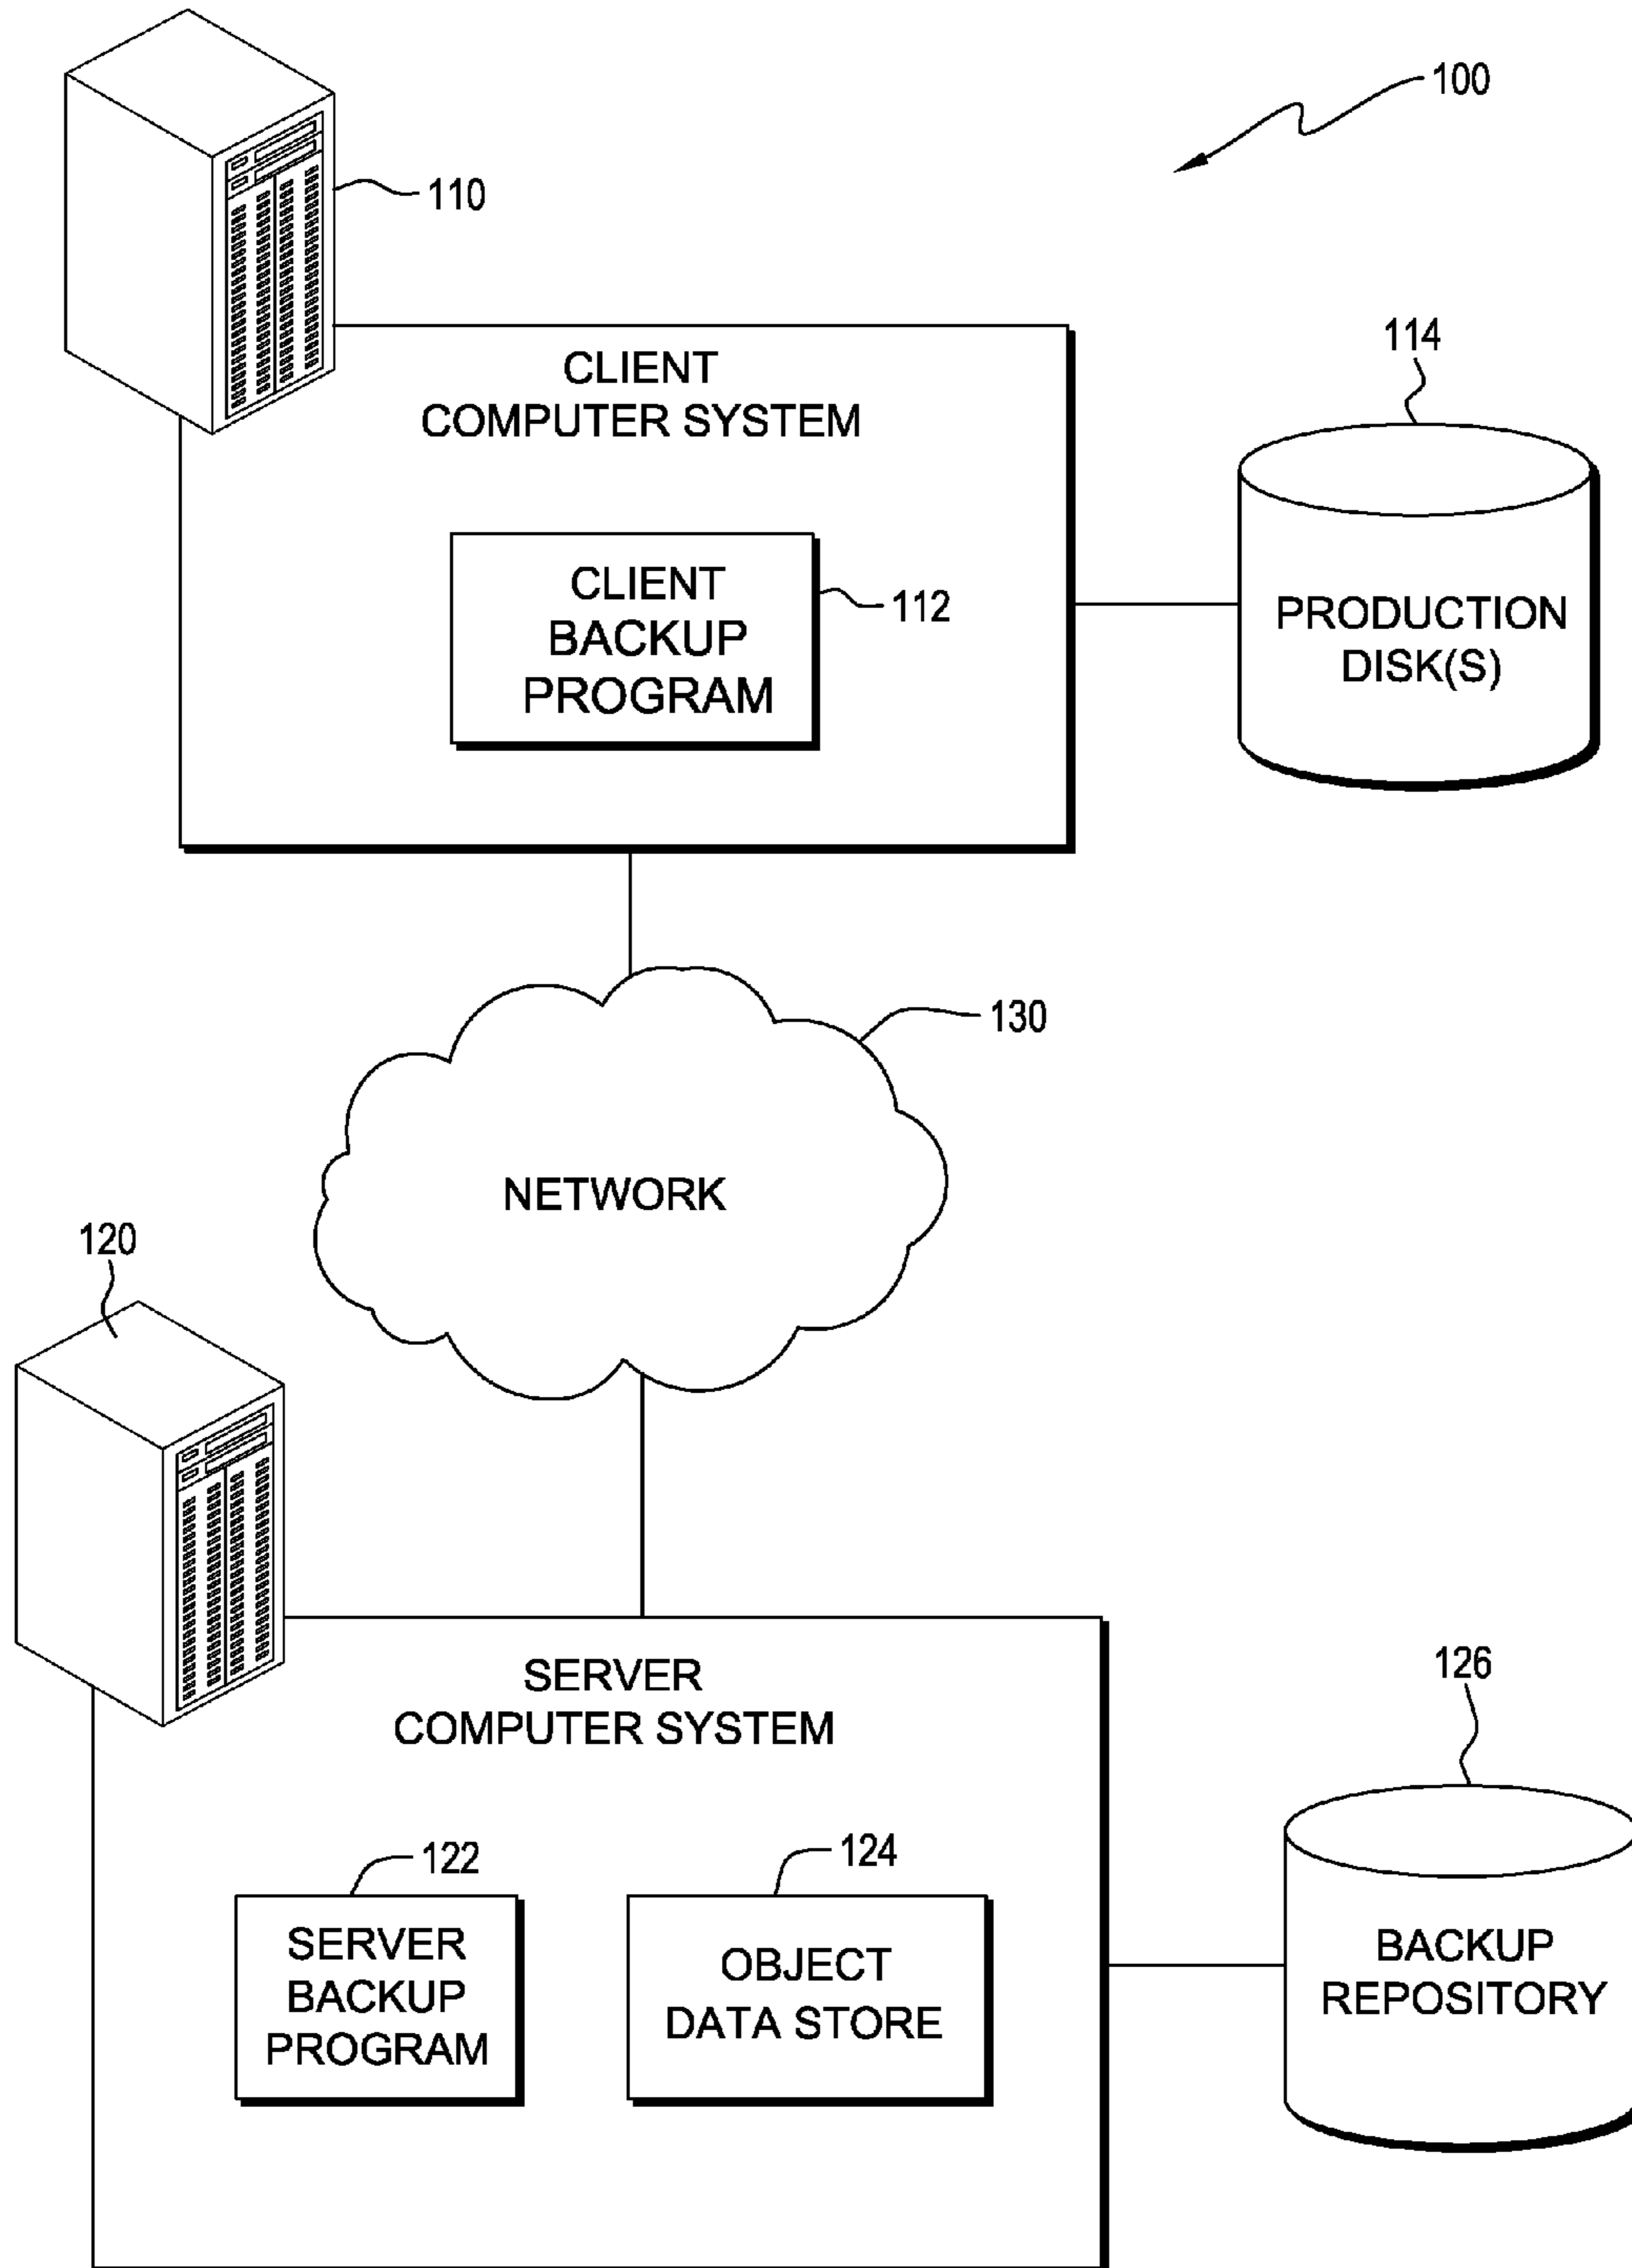 100
110
CLIENT
COMPUTER SYSTEM
114
CLIENT
BACKUP
PROGRAM
112
PRODUCTION
DISK(S)
130
NETWORK
120
SERVER
COMPUTER SYSTEM
126
122
124
SERVER
BACKUP
PROGRAM
OBJECT
DATA STORE
BACKUP
REPOSITORY